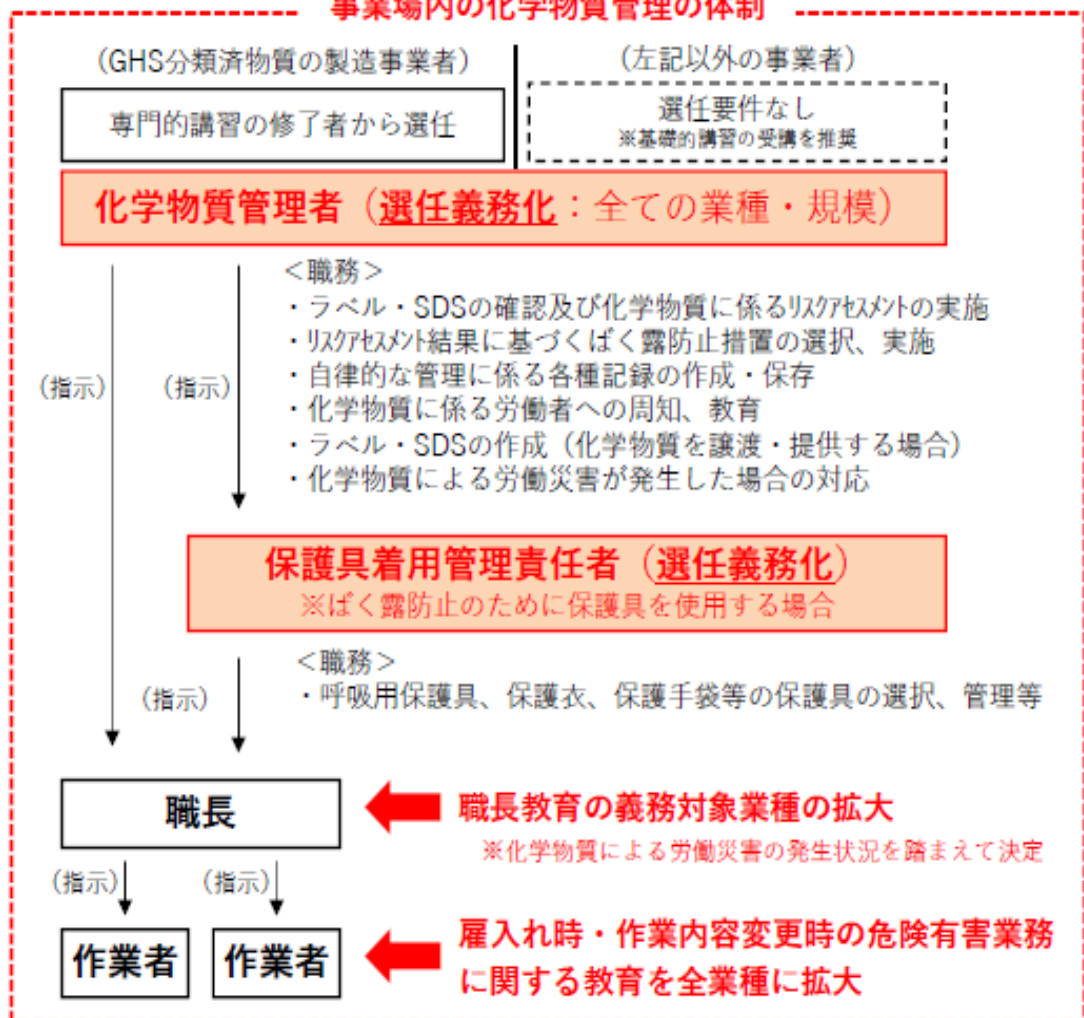 事業場内の化学物質管理の体制
（GHS分類済物質の製造事業者）
（左記以外の事業者）
専門的講習の修了者から選任
選任要件なし
※基礎的講習の受講を推奨
化学物質管理者（選任義務化：全ての業種・規模）
＜職務＞
・ラベル・SDSの確認及び化学物質に係るリスクアセスメントの実施
・リスクアセスメント結果に基づくばく露防止措置の選択、実施
（指示）
（指示）
・自律的な管理に係る各種記録の作成・保存
・化学物質に係る労働者への周知、教育
・ラベル・SDSの作成（化学物質を譲渡・提供する場合）
・化学物質による労働災害が発生した場合の対応
保護具着用管理責任者（選任義務化）
※ばく露防止のために保護具を使用する場合
＜職務＞
（指示）
・呼吸用保護具、保護衣、保護手袋等の保護具の選択、管理等
職長
職長教育の義務対象業種の拡大
※化学物質による労働災害の発生状況を踏まえて決定
（指示）
（指示）
作業者
作業者
雇入れ時・作業内容変更時の危険有害業務
に関する教育を全業種に拡大